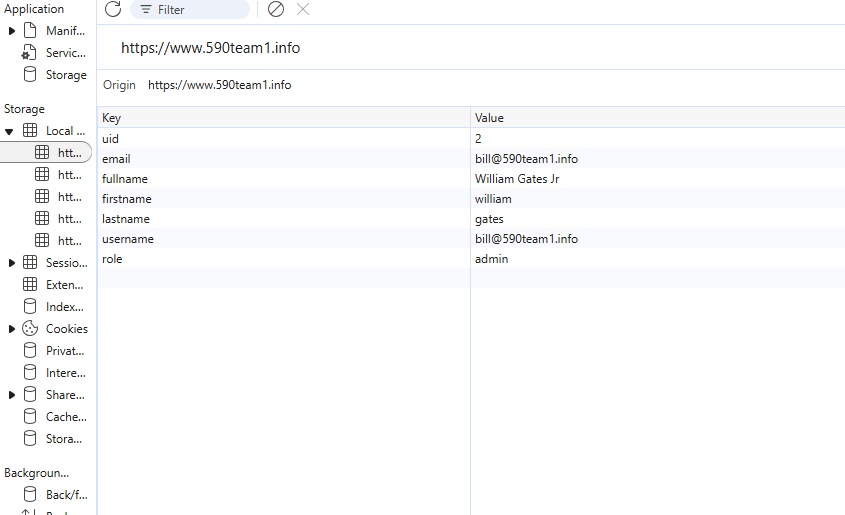 Application
Filter
Manif...
Servic...
Storage
https://www.590team1.info
Origin https://www.590team1.info
Storage
Local ...
htt...
htt...
htt...
htt...
htt...
Sessio...
Exten...
Index...
Cookies
Privat...
Intere...
Share...
Cache...
Stora...
Backgroun...
Back/f...
Key Value
uid 2
email bill@590team1.info
fullname William Gates Jr
firstname william
lastname gates
username bill@590team1.info
role admin